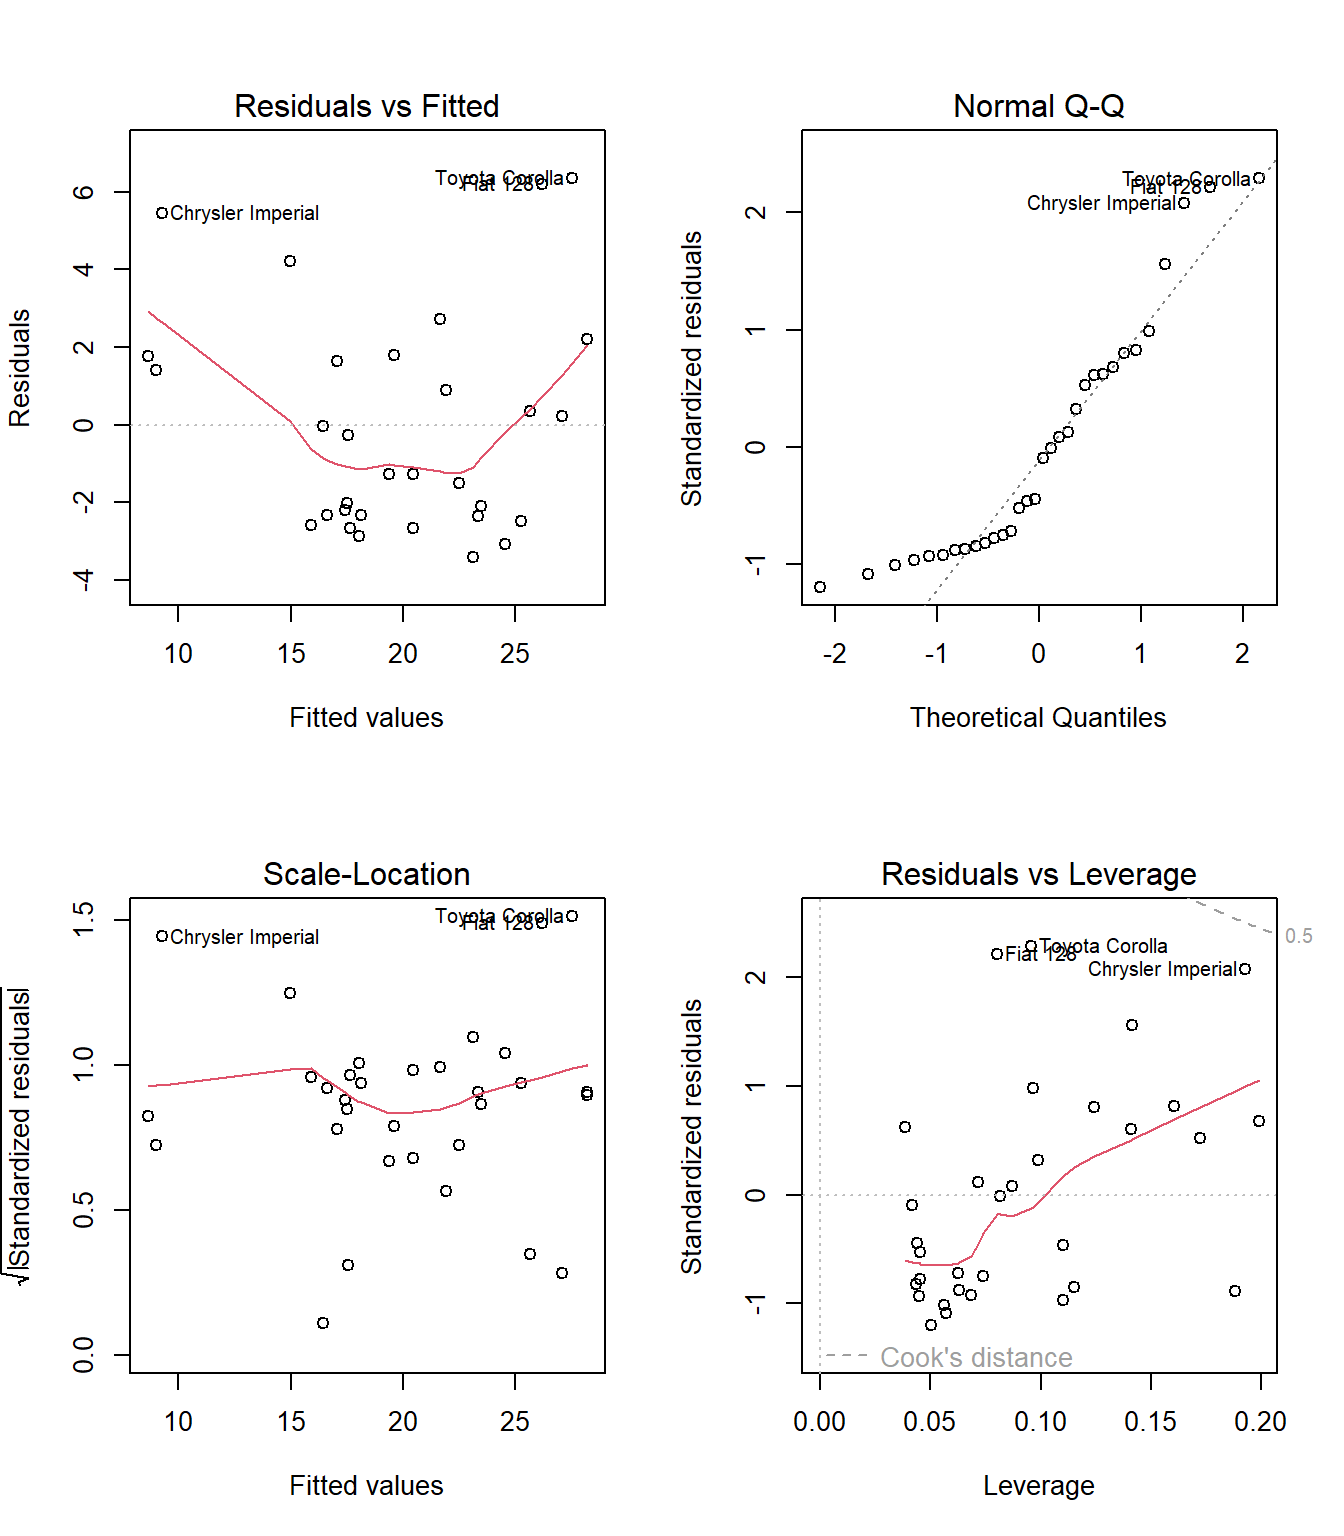 Residuals vs Fitted
Residuals
6
4
2
0
-2
-4
Toyota Corolla
Fiat 128
Chrysler Imperial
10 15 20 25
Fitted values
Normal Q-Q
Standardized residuals
2
1
0
-1
Toyota Corolla
Fiat 128
Chrysler Imperial
-2 -1 0 1 2
Theoretical Quantiles
Scale-Location
√|Standardized residuals|
1.5
1.0
0.5
0.0
Toyota Corolla
Fiat 128
Chrysler Imperial
10 15 20 25
Fitted values
Residuals vs Leverage
Standardized residuals
2
1
0
-1
0.5
Toyota Corolla
Fiat 128
Chrysler Imperial
Cook's distance
0.00 0.05 0.10 0.15 0.20
Leverage